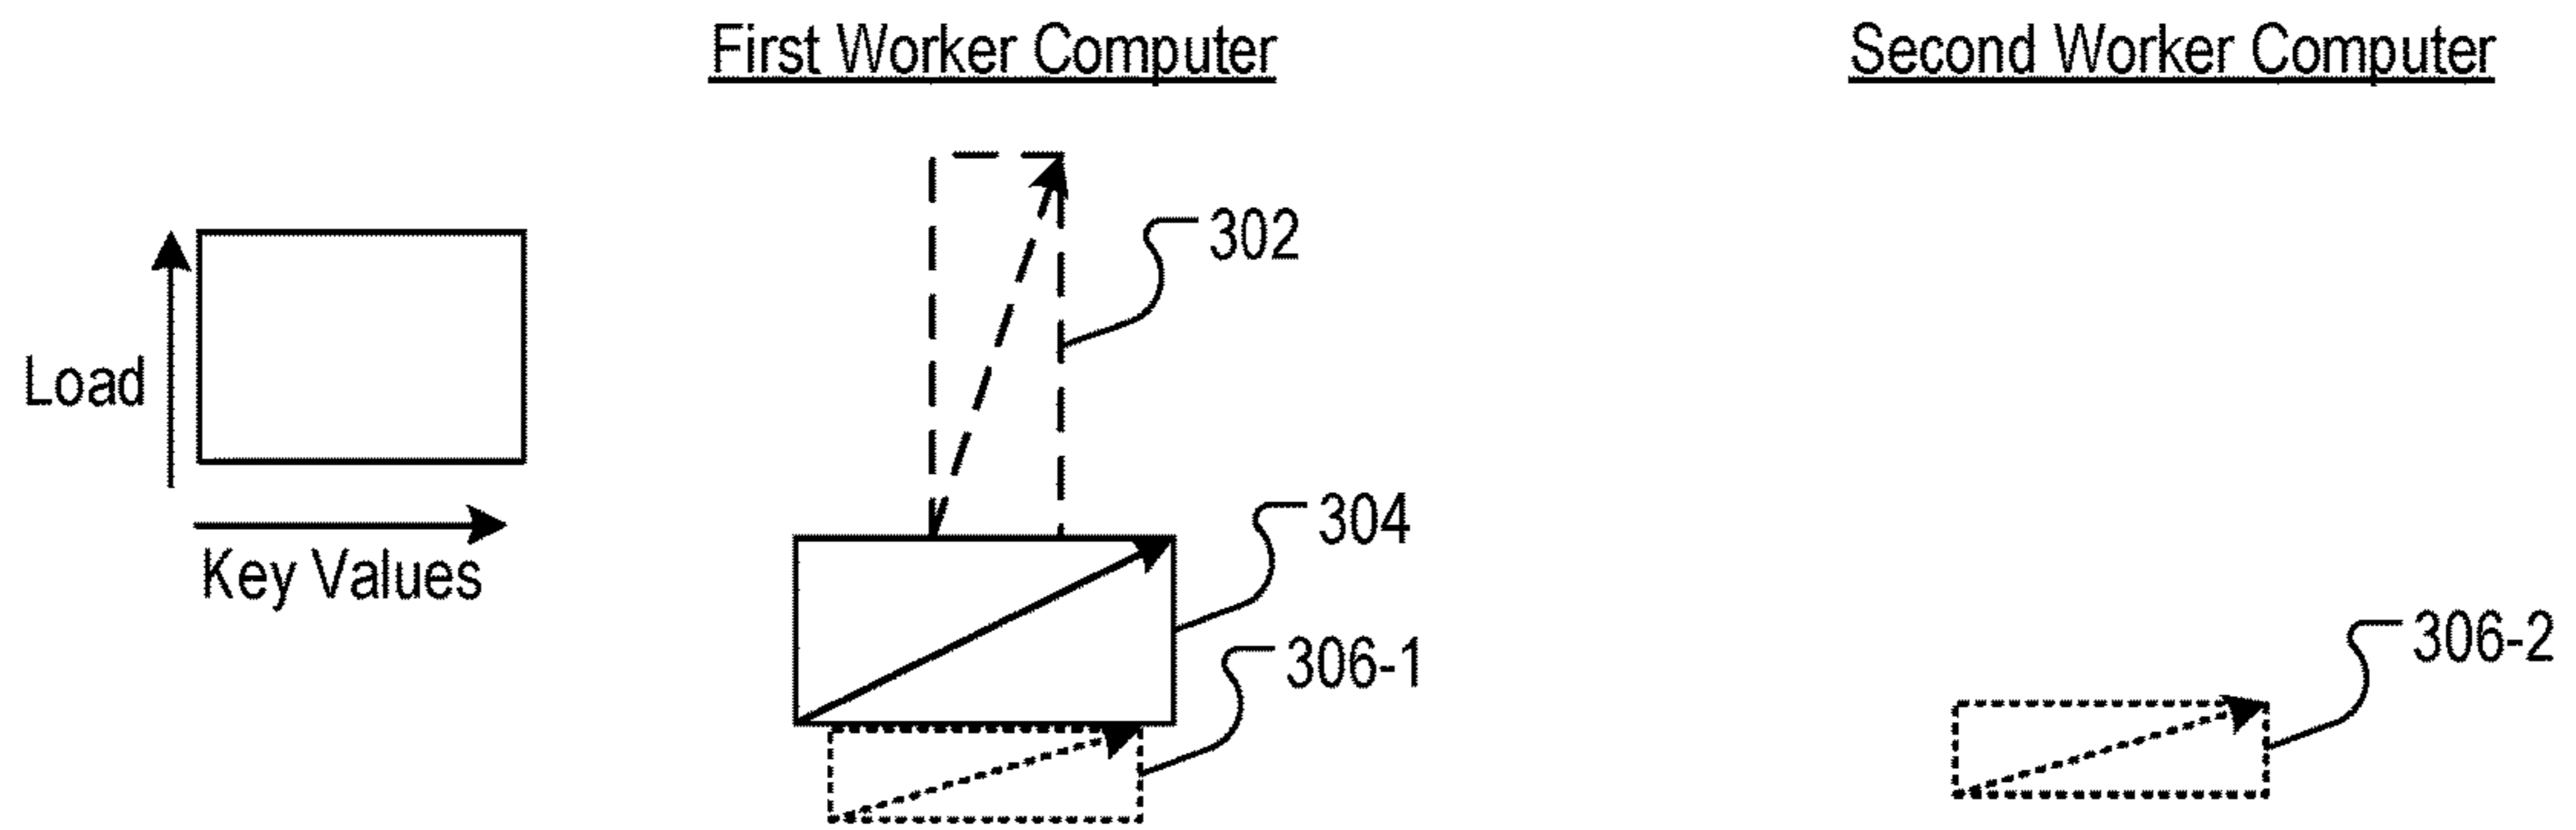 First Worker Computer
Second Worker Computer
302
Load
Key Values
304
306-1
306-2